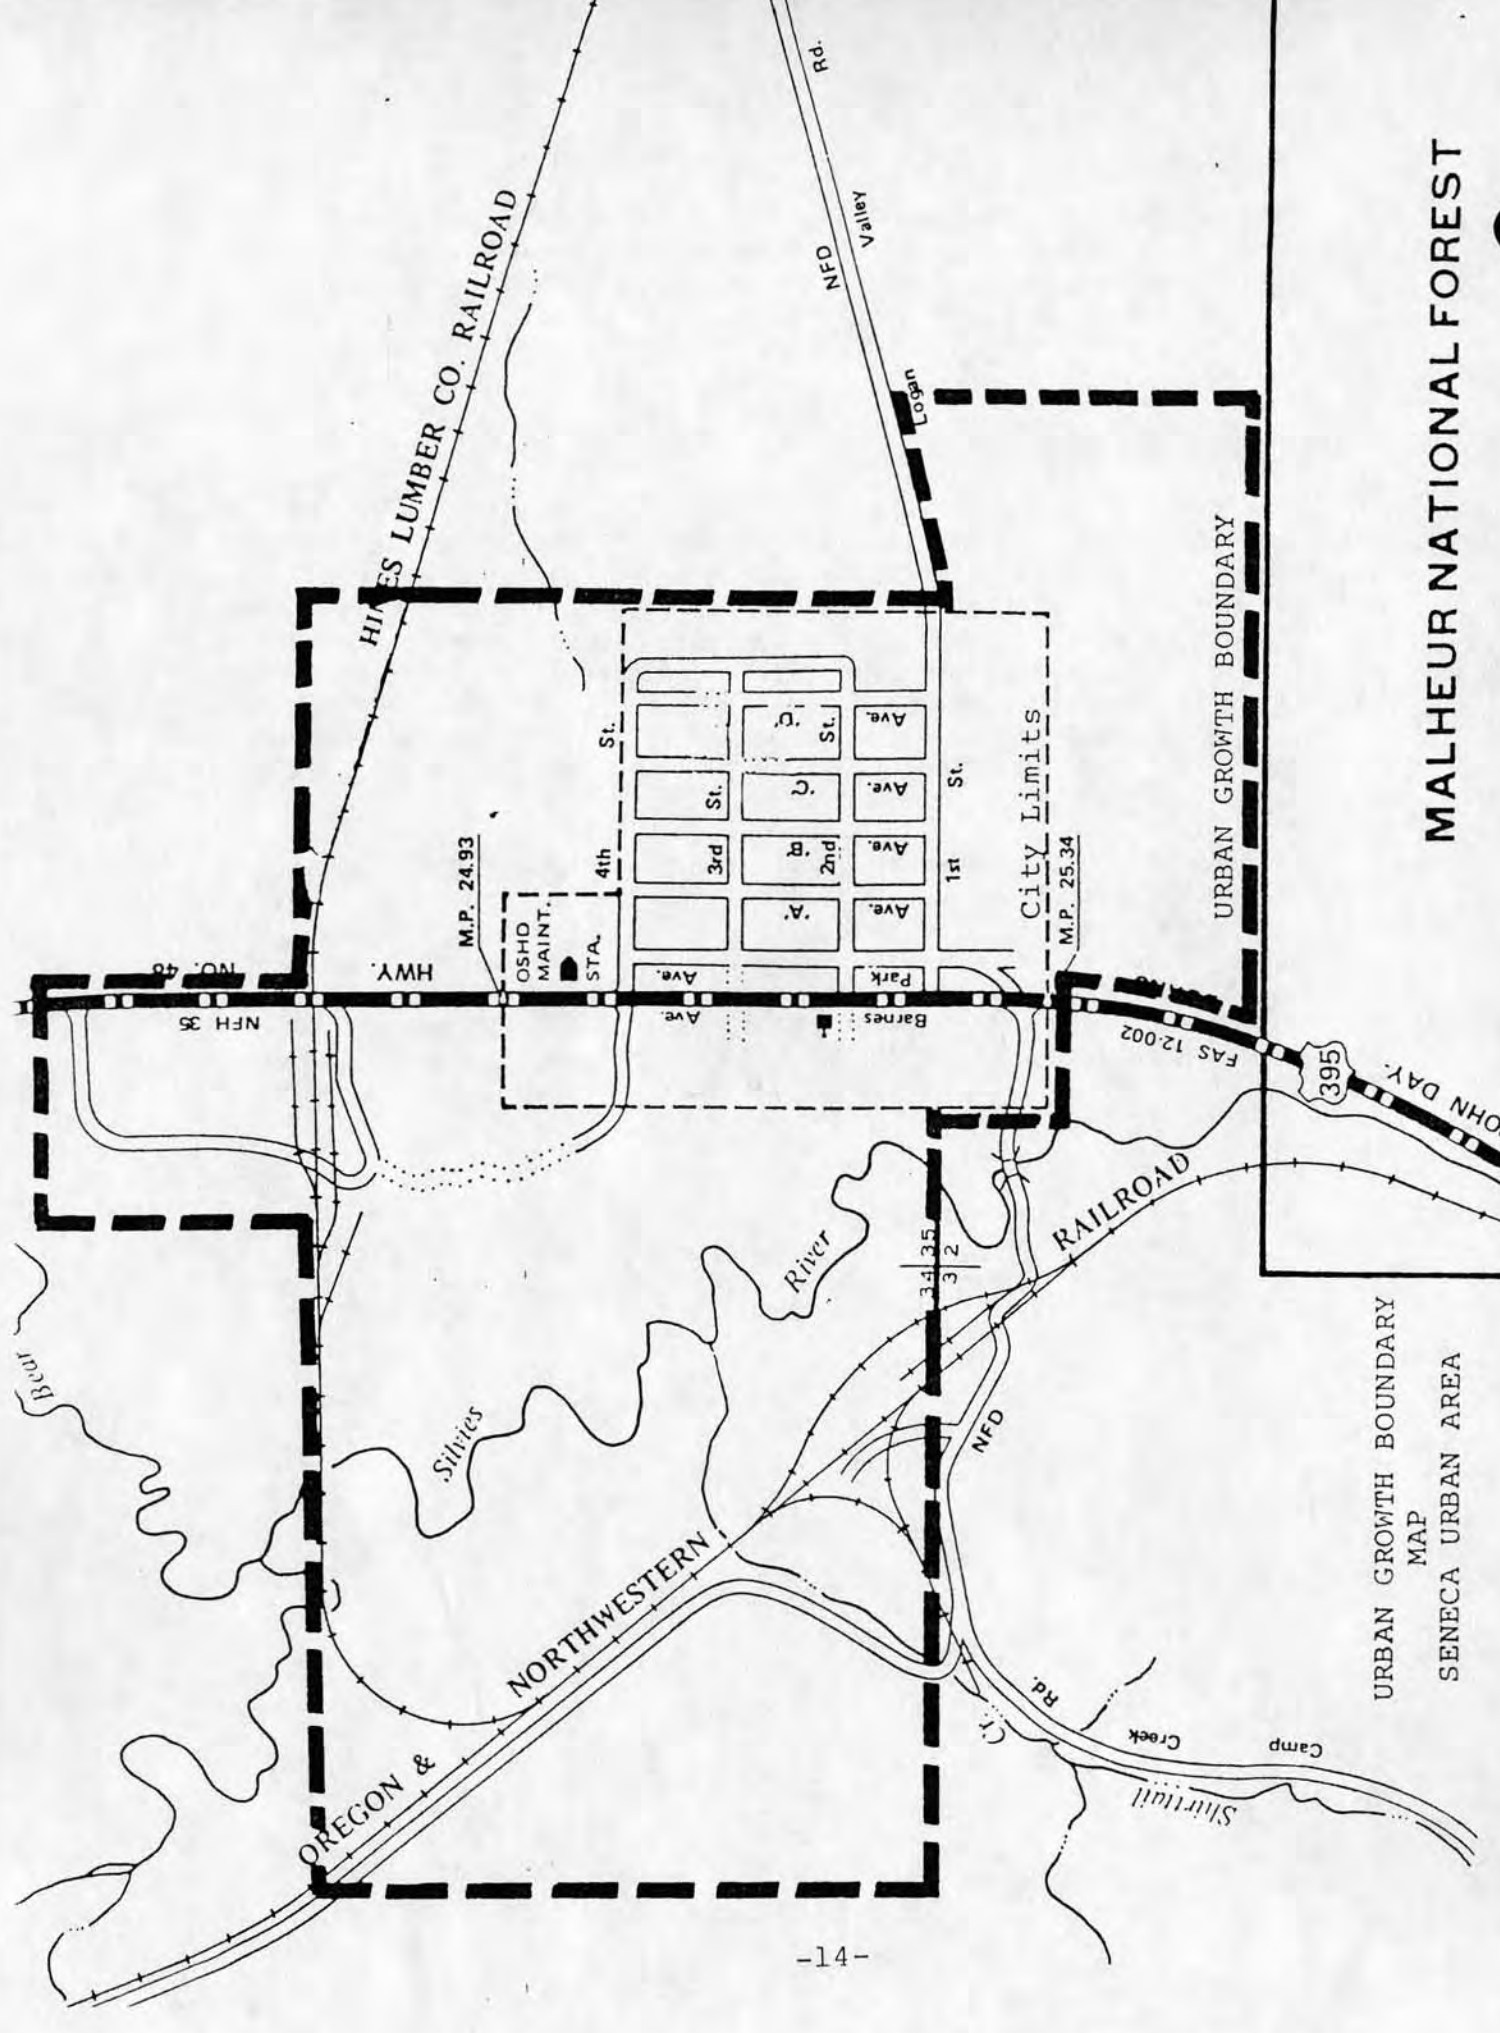 Rd.
NFD
Valley
Logan
HINES LUMBER CO. RAILROAD
MALHEUR NATIONAL FOREST
URBAN GROWTH BOUNDARY
City Limits
M.P. 24.93
M.P. 25.34
OSHD
MAINT.
STA.
4th
St.
3rd
St.
2nd
St.
1st
St.
'A'
Ave.
'B'
Ave.
'C'
Ave.
'D'
Ave.
Park
Ave.
Barnes
Ave.
HWY.
NO. 48
NFH 35
FAS 12-002
395
JOHN DAY
Bear
Silvies
River
34 35
3 2
RAILROAD
NORTHWESTERN
OREGON &
NFD
Rd.
Creek
Camp
Cr.
Shirttail
URBAN GROWTH BOUNDARY
MAP
SENECA URBAN AREA
-14-